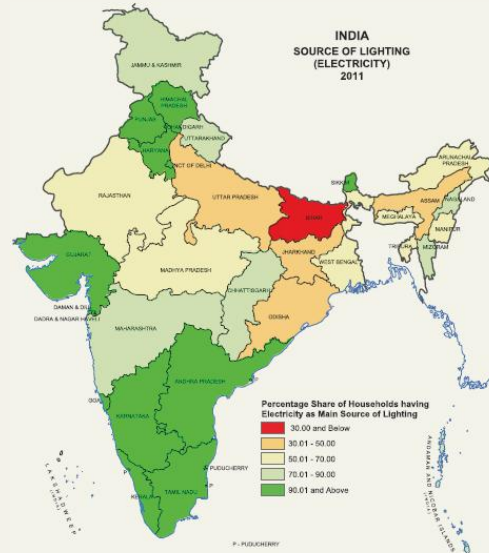 INDIA
SOURCE OF LIGHTING
(ELECTRICITY)
2011
JAMMU & KASHMIR
HIMACHAL
PRADESH
PUNJAB
CHANDIGARH
UTTARAKHAND
HARYANA
NCT OF DELHI
ARUNACHAL
PRADESH
SIKKIM
RAJASTHAN
UTTAR PRADESH
ASSAM
NAGALAND
BIHAR
MEGHALAYA
MANIPUR
JHARKHAND
TRIPURA
WEST BENGAL
MIZORAM
GUJARAT
MADHYA PRADESH
CHHATTISGARH
DAMAN & DIU
DADRA & NAGAR HAVELI
ODISHA
MAHARASHTRA
ANDHRA PRADESH
GOA
KARNATAKA
Percentage Share of Households having
Electricity as Main Source of Lighting
30.00 and Below
30.01 - 50.00
50.01 - 70.00
70.01 - 90.00
90.01 and Above
PUDUCHERRY
P
P
KERALA
TAMIL NADU
LAKSHADWEEP
(INDIA)
ANDAMAN AND NICOBAR ISLANDS
(INDIA)
P - PUDUCHERRY